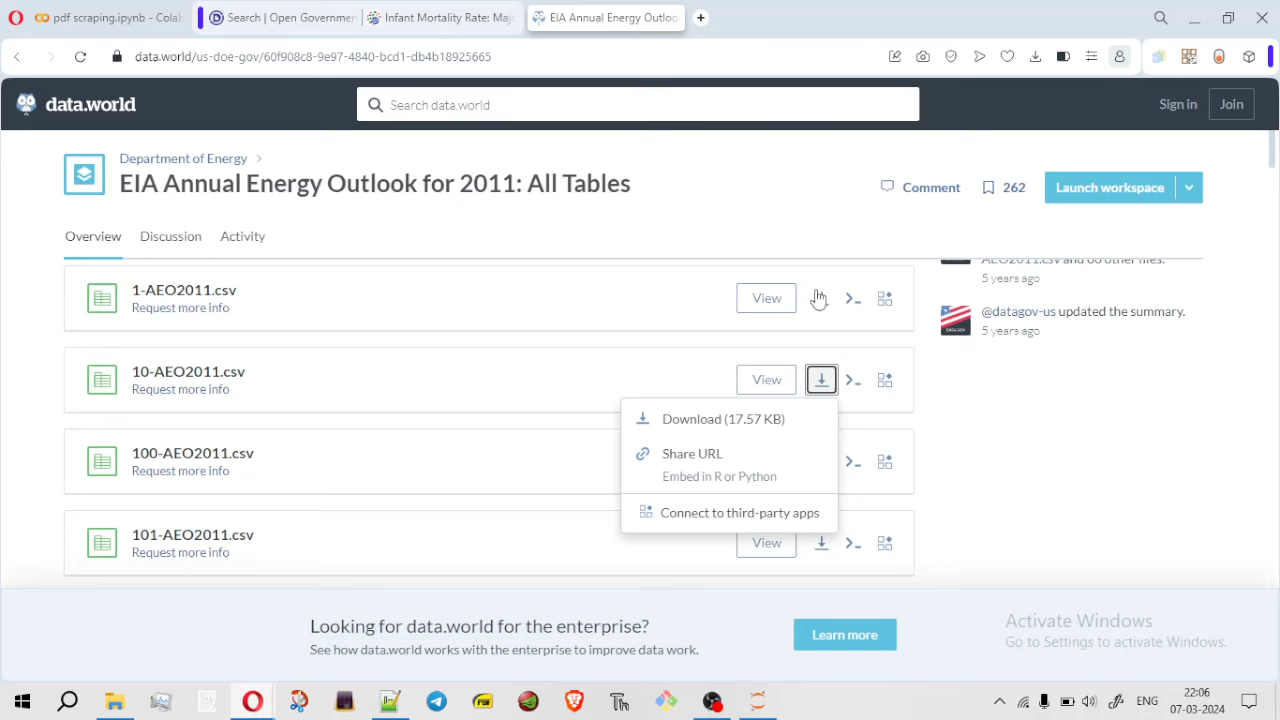 pdf scraping.ipynb - Colab
Search | Open Government
Infant Mortality Rate: Majo
EIA Annual Energy Outlook
data.world/us-doe-gov/60f908c8-9e97-4840-bcd1-db4b18925665
data.world
Search data.world
Sign in
Join
Department of Energy
EIA Annual Energy Outlook for 2011: All Tables
Comment
262
Launch workspace
Overview
Discussion
Activity
AEO2011.csv and 60 other files.
5 years ago
@datagov-us updated the summary.
5 years ago
1-AEO2011.csv
Request more info
View
10-AEO2011.csv
Request more info
View
Download (17.57 KB)
Share URL
Embed in R or Python
Connect to third-party apps
100-AEO2011.csv
Request more info
101-AEO2011.csv
Request more info
View
Looking for data.world for the enterprise?
See how data.world works with the enterprise to improve data work.
Learn more
Activate Windows
Go to Settings to activate Windows.
ENG
22:06
07-03-2024